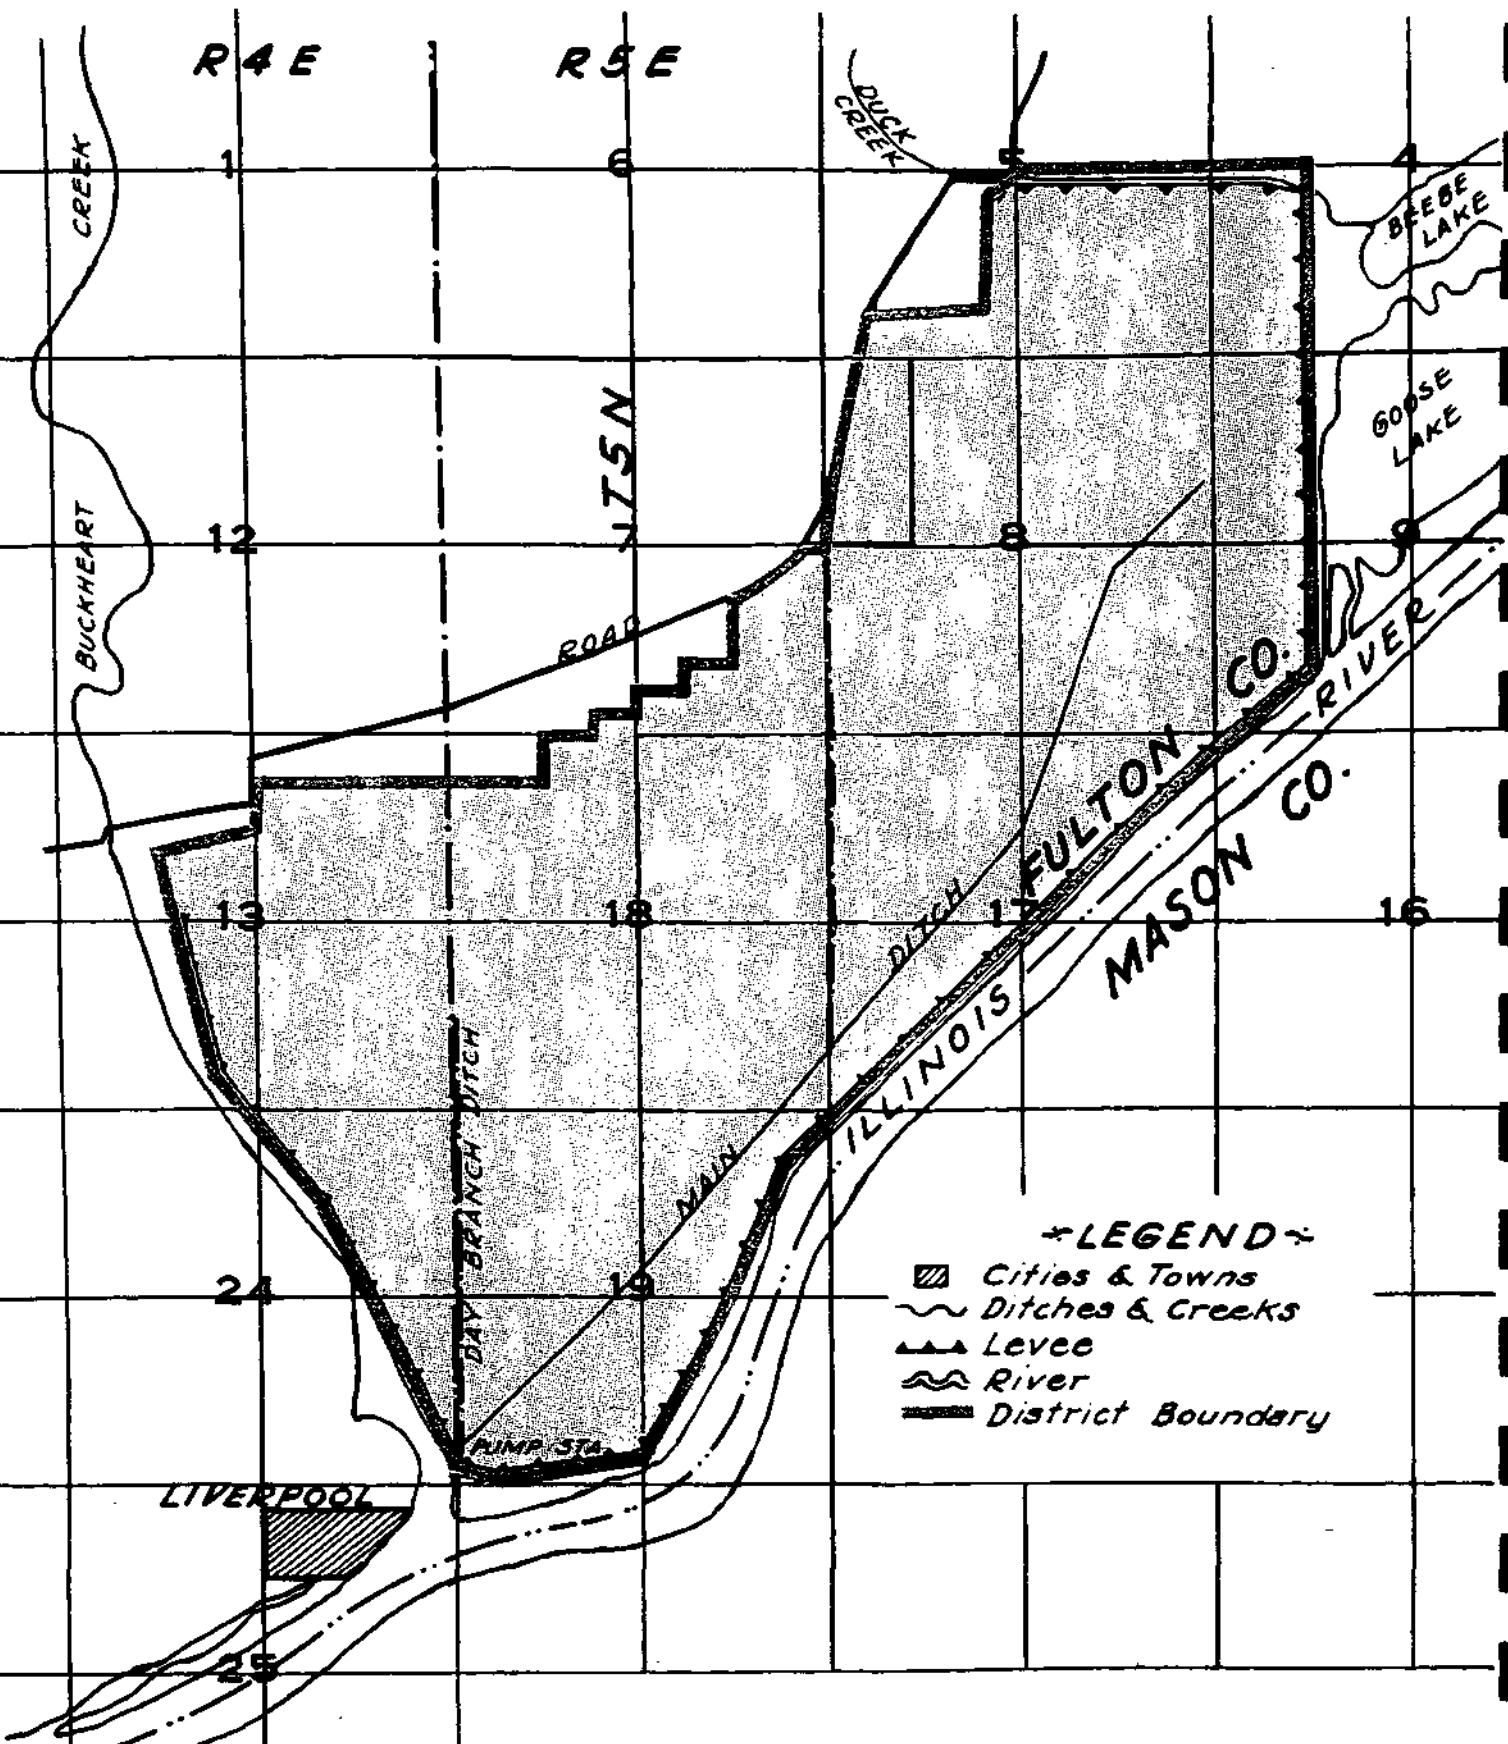 R4E
R5E
DUCK
CREEK
CREEK
1
6
5
4
BEEBE
LAKE
T5N
GOOSE
LAKE
BUCKHEART
12
7
8
9
ROAD
RIVER
FULTON CO.
MASON CO.
13
18
DITCH
17
16
ILLINOIS
DAY BRANCH DITCH
MAIN
24
19
LEGEND
Cities & Towns
Ditches & Creeks
Levee
River
District Boundary
PUMP STA.
LIVERPOOL
25